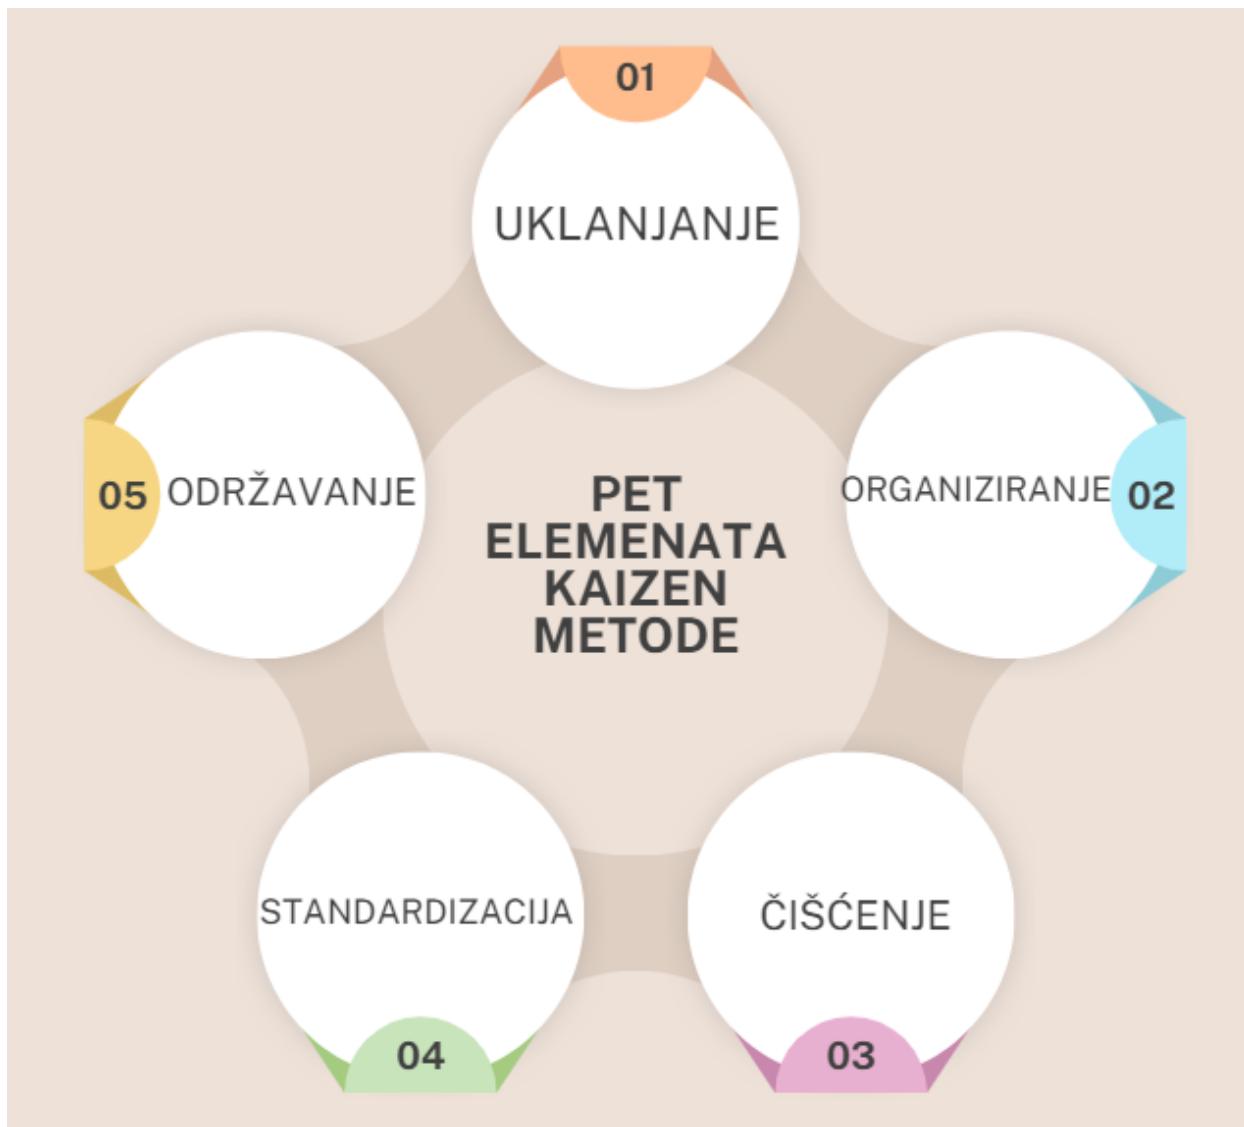 01
UKLANJANJE
05
ODRŽAVANJE
PET
ELEMENATA
KAIZEN
METODE
ORGANIZIRANJE
02
STANDARDIZACIJA
04
ČIŠĆENJE
03